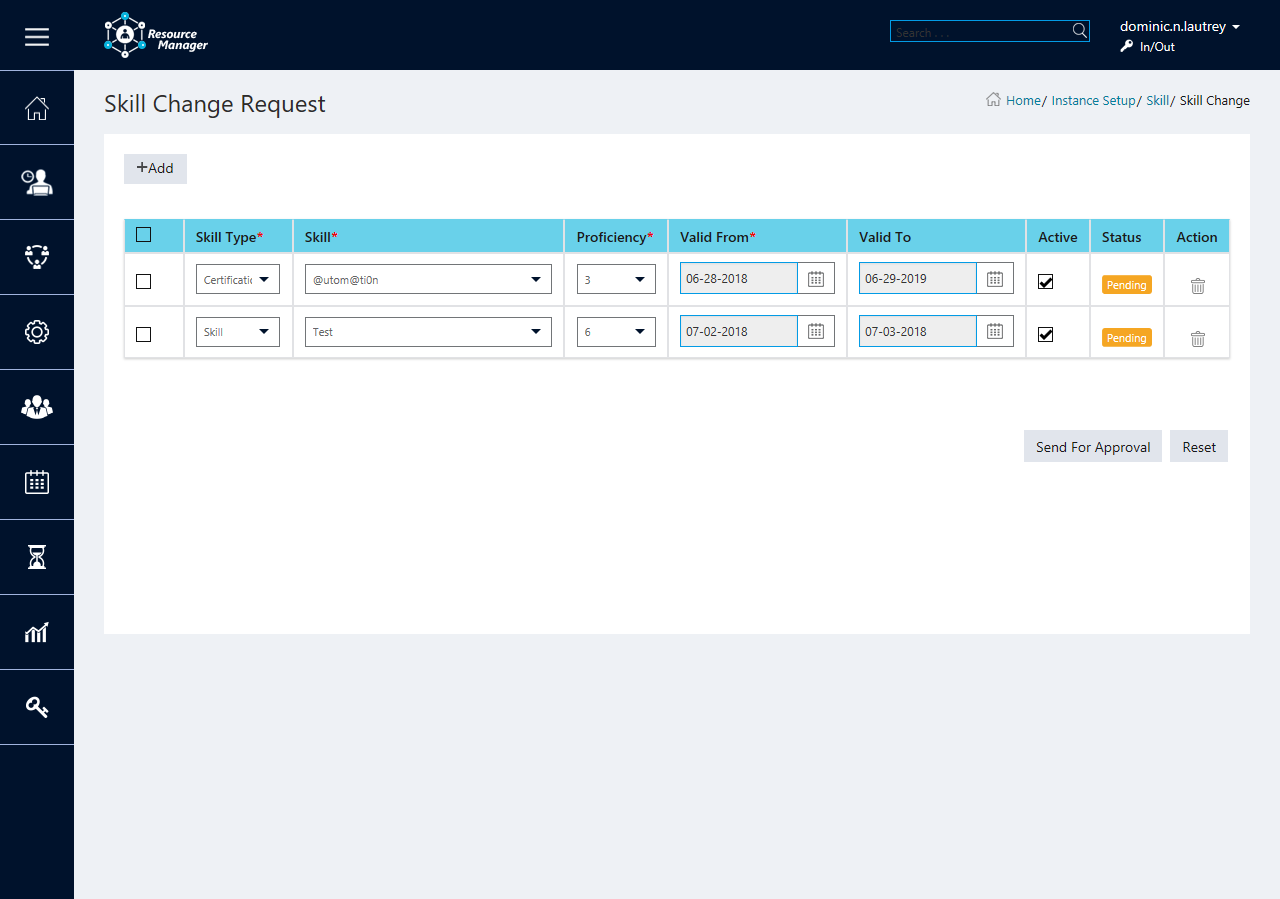 Resource
Manager
Search . . .
dominic.n.lautrey
In/Out
Skill Change Request
Home/ Instance Setup/ Skill/ Skill Change
+Add
Skill Type* Skill* Proficiency* Valid From* Valid To Active Status Action
Certificatic @utom@ti0n 3 06-28-2018 06-29-2019 Pending
Skill Test 6 07-02-2018 07-03-2018 Pending
Send For Approval Reset